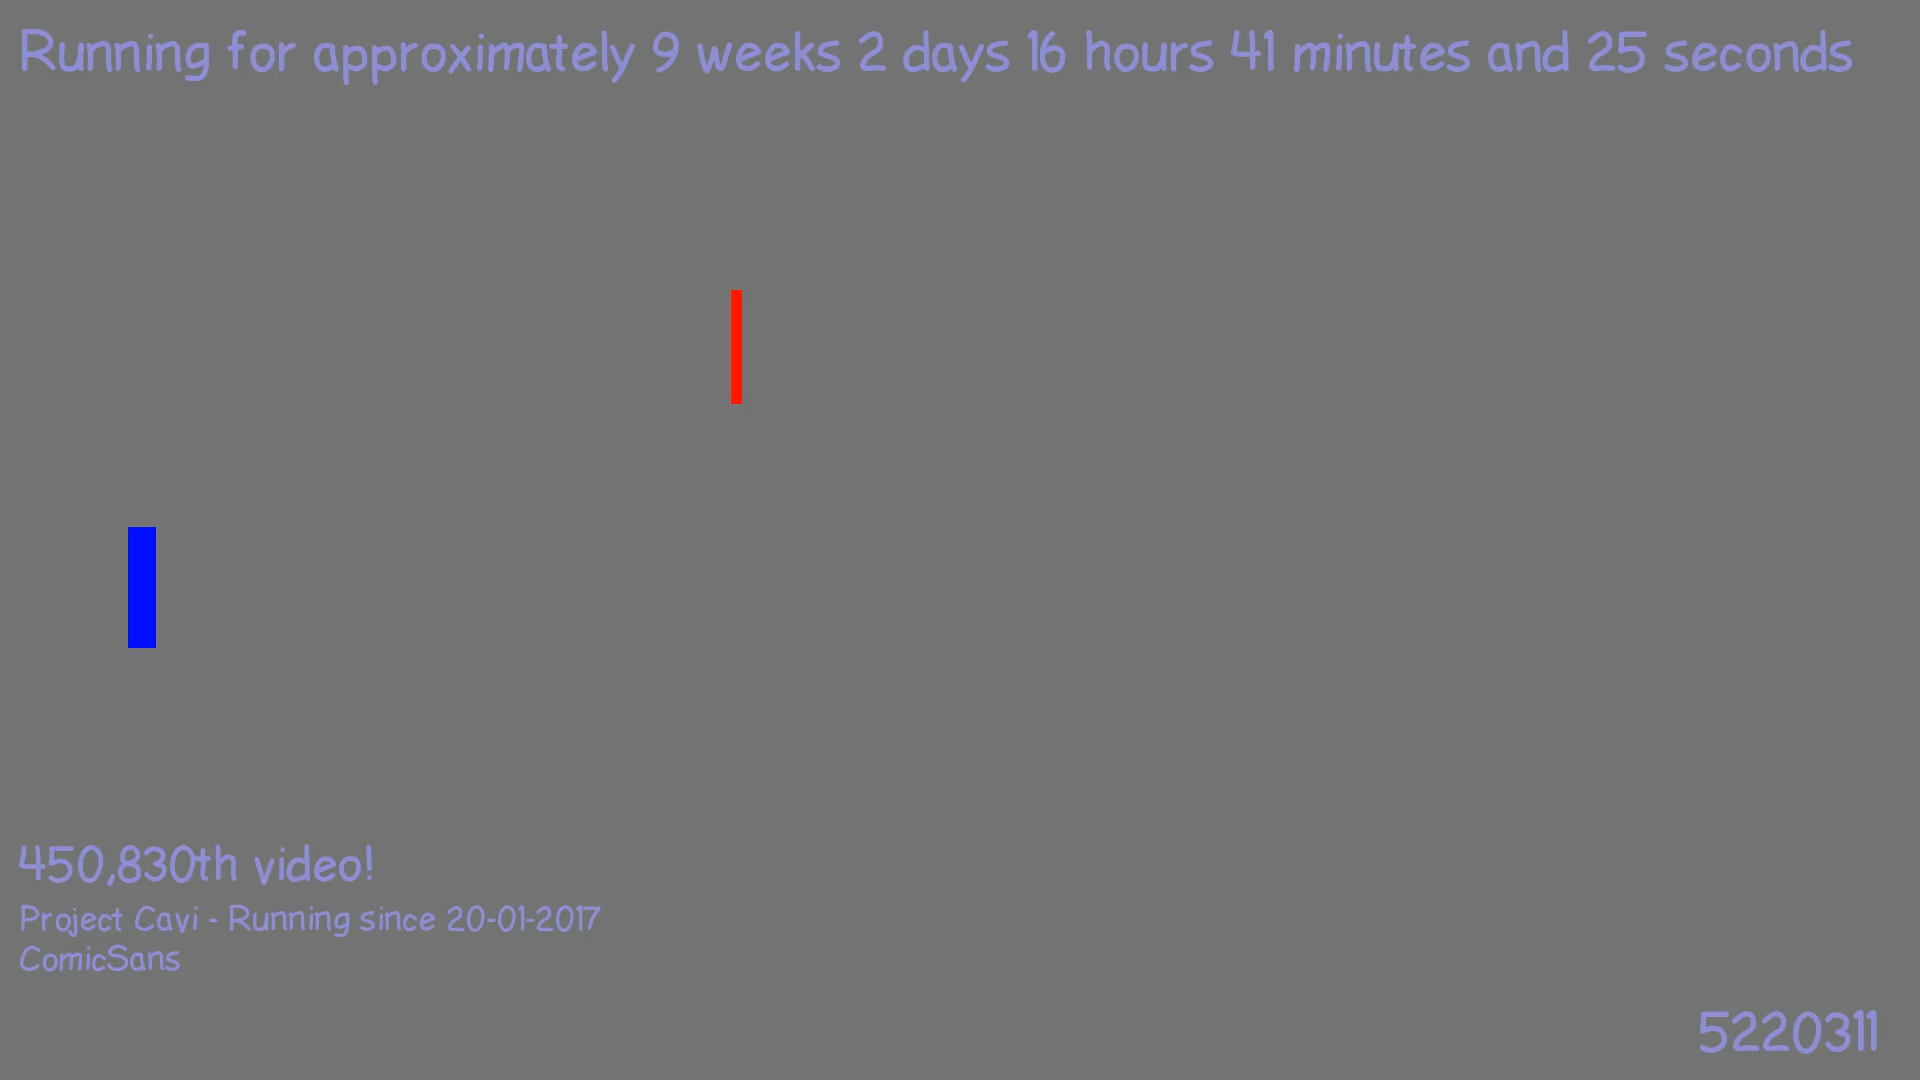 Running for approximately 9 weeks 2 days 16 hours 41 minutes and 25 seconds
450,830th video!
Project Cavi - Running since 20-01-2017
ComicSans
5220311